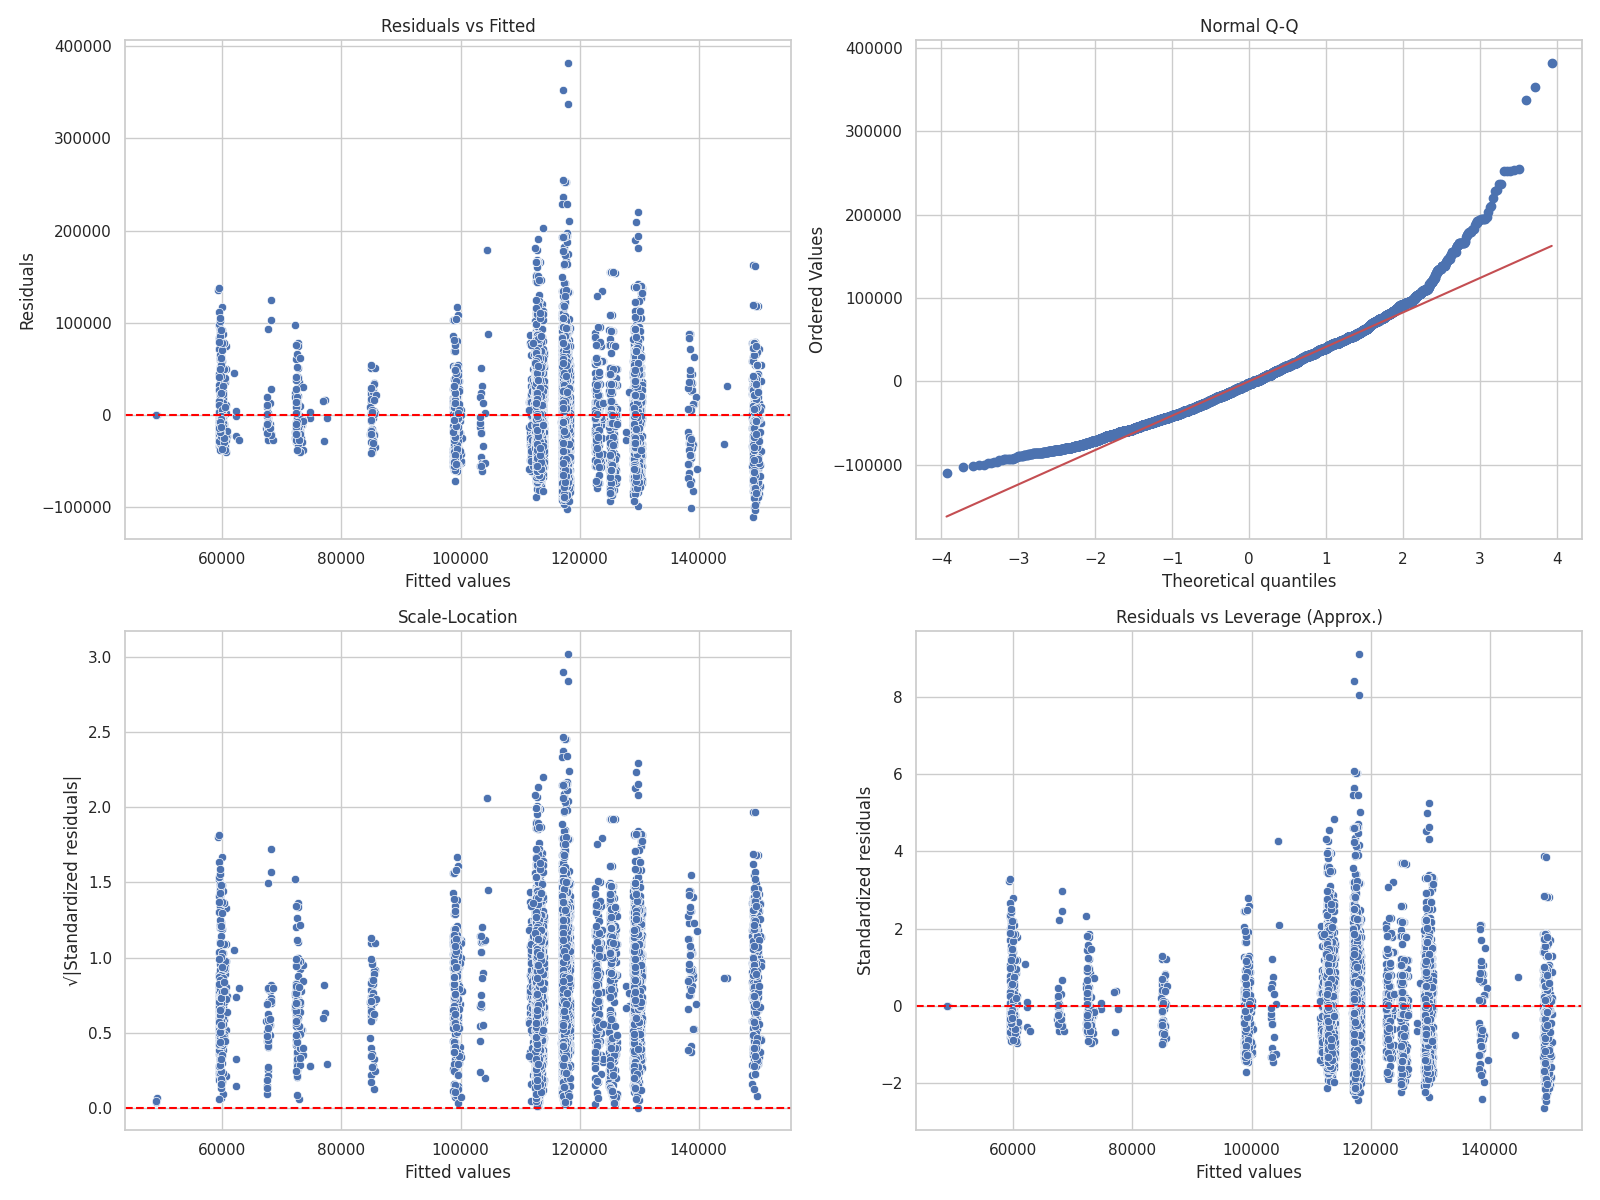 Residuals vs Fitted
400000
300000
200000
100000
0
−100000
Residuals
60000 80000 100000 120000 140000
Fitted values
Normal Q-Q
400000
300000
200000
100000
0
−100000
Ordered Values
−4 −3 −2 −1 0 1 2 3 4
Theoretical quantiles
Scale-Location
3.0
2.5
2.0
1.5
1.0
0.5
0.0
√|Standardized residuals|
60000 80000 100000 120000 140000
Fitted values
Residuals vs Leverage (Approx.)
8
6
4
2
0
−2
Standardized residuals
60000 80000 100000 120000 140000
Fitted values